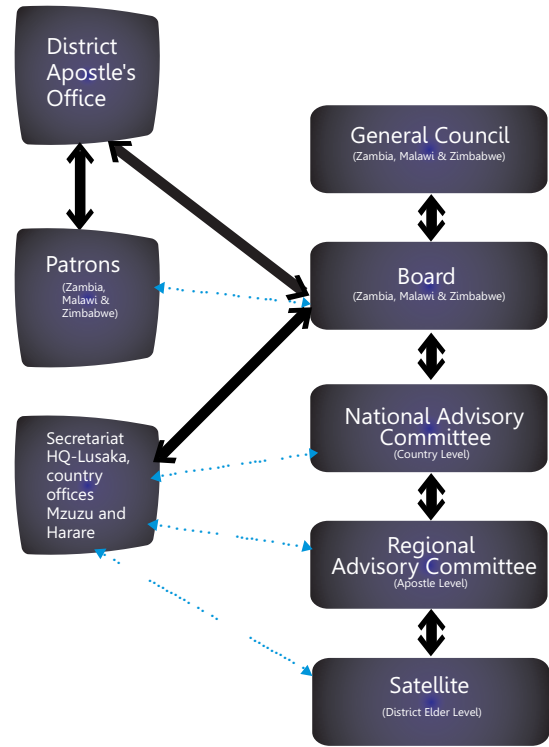 District
Apostle's
Office
General Council
(Zambia, Malawi & Zimbabwe)
Patrons
(Zambia,
Malawi &
Zimbabwe)
Board
(Zambia, Malawi & Zimbabwe)
National Advisory
Committee
(Country Level)
Secretariat
HQ-Lusaka,
country
offices
Mzuzu and
Harare
Regional
Advisory Committee
(Apostle Level)
Satellite
(District Elder Level)